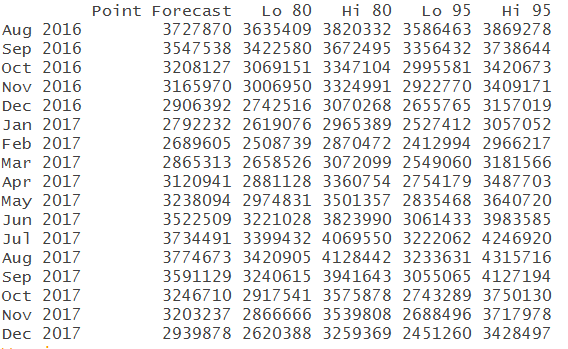 Point Forecast Lo 80 Hi 80 Lo 95 Hi 95
Aug 2016 3727870 3635409 3820332 3586463 3869278
Sep 2016 3547538 3422580 3672495 3356432 3738644
Oct 2016 3208127 3069151 3347104 2995581 3420673
Nov 2016 3165970 3006950 3324991 2922770 3409171
Dec 2016 2906392 2742516 3070268 2655765 3157019
Jan 2017 2792232 2619076 2965389 2527412 3057052
Feb 2017 2689605 2508739 2870472 2412994 2966217
Mar 2017 2865313 2658526 3072099 2549060 3181566
Apr 2017 3120941 2881128 3360754 2754179 3487703
May 2017 3238094 2974831 3501357 2835468 3640720
Jun 2017 3522509 3221028 3823990 3061433 3983585
Jul 2017 3734491 3399432 4069550 3222062 4246920
Aug 2017 3774673 3420905 4128442 3233631 4315716
Sep 2017 3591129 3240615 3941643 3055065 4127194
Oct 2017 3246710 2917541 3575878 2743289 3750130
Nov 2017 3203237 2866666 3539808 2688496 3717978
Dec 2017 2939878 2620388 3259369 2451260 3428497